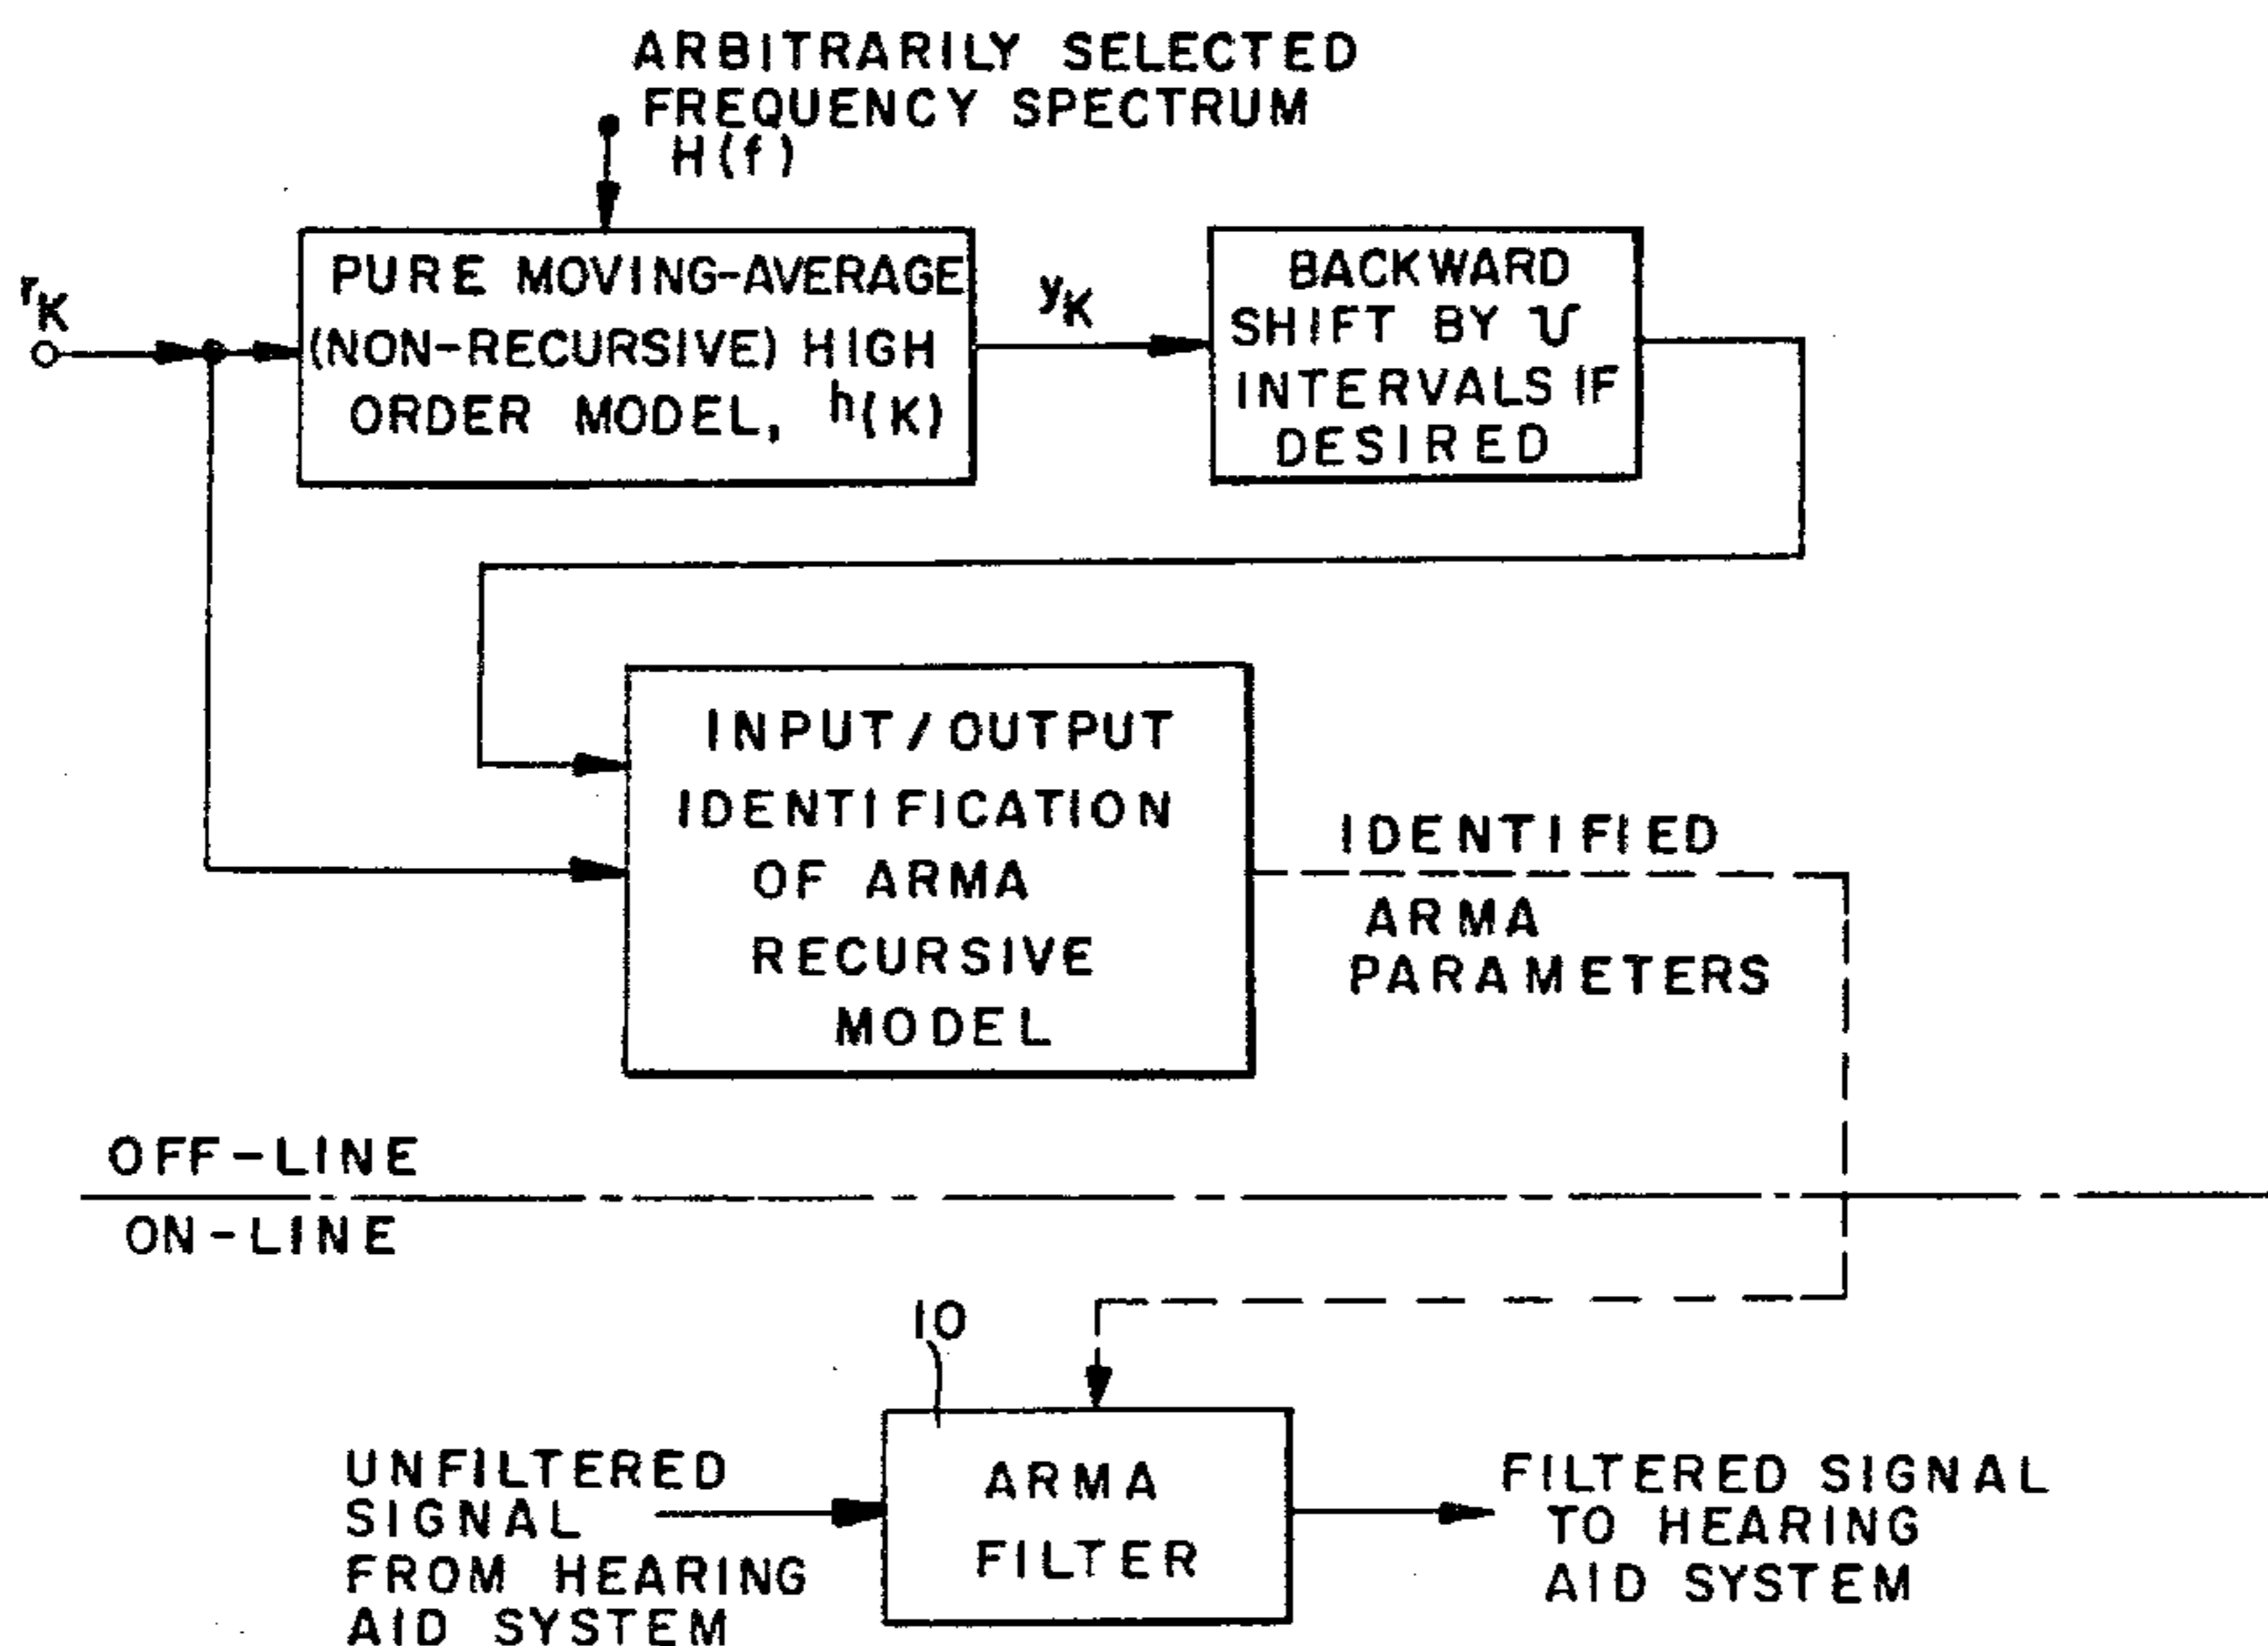 ARBITRARILY SELECTED
FREQUENCY SPECTRUM
H(f)
rK
PURE MOVING-AVERAGE
(NON-RECURSIVE) HIGH
ORDER MODEL, h(K)
yK
BACKWARD
SHIFT BY τ
INTERVALS IF
DESIRED
INPUT/OUTPUT
IDENTIFICATION
OF ARMA
RECURSIVE
MODEL
IDENTIFIED
ARMA
PARAMETERS
OFF-LINE
ON-LINE
10
UNFILTERED
SIGNAL
FROM HEARING
AID SYSTEM
ARMA
FILTER
FILTERED SIGNAL
TO HEARING
AID SYSTEM